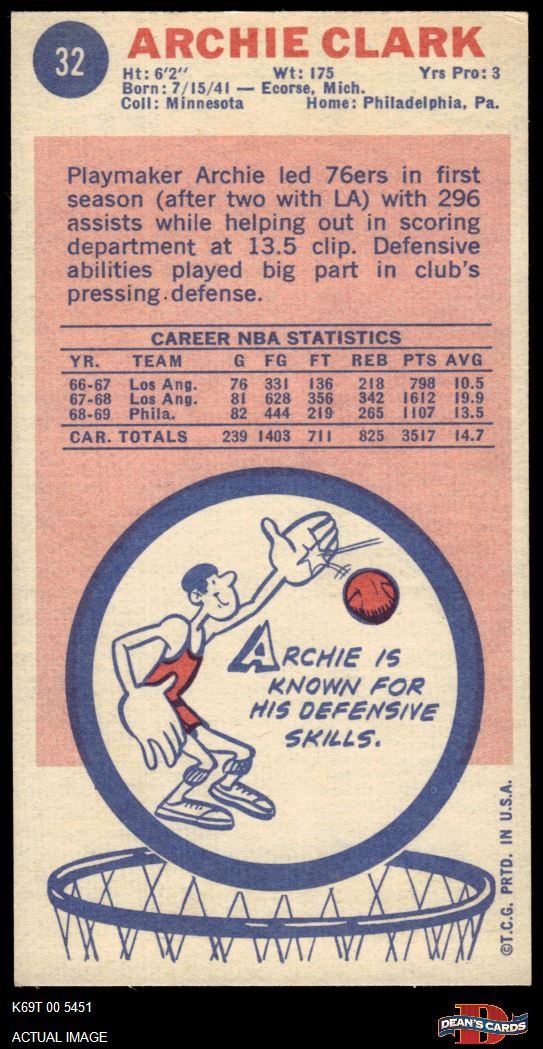 32
ARCHIE CLARK
Ht: 6'2" Wt: 175 Yrs Pro: 3
Born: 7/15/41 — Ecorse, Mich.
Coll: Minnesota Home: Philadelphia, Pa.
Playmaker Archie led 76ers in first
season (after two with LA) with 296
assists while helping out in scoring
department at 13.5 clip. Defensive
abilities played big part in club's
pressing defense.
CAREER NBA STATISTICS
YR. TEAM G FG FT REB PTS AVG
66-67 Los Ang. 76 331 136 218 798 10.5
67-68 Los Ang. 81 628 356 342 1612 19.9
68-69 Phila. 82 444 219 265 1107 13.5
CAR. TOTALS 239 1403 711 825 3517 14.7
ARCHIE IS
KNOWN FOR
HIS DEFENSIVE
SKILLS.
©T.C.G. PRTD. IN U.S.A.
K69T 00 5451
ACTUAL IMAGE
D
DEAN'S CARDS